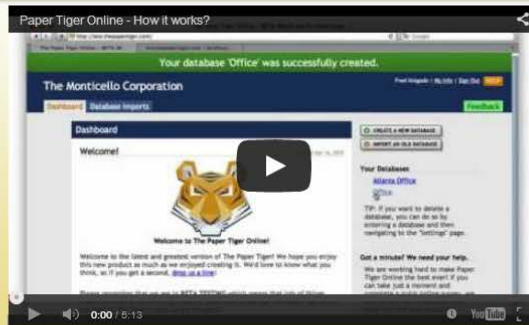 Paper Tiger Online - How it works?
Your database 'Office' was successfully created.
The Monticello Corporation
My Info | Sign Out
Feedback
Dashboard Database Imports
Dashboard
CREATE A NEW DATABASE
IMPORT AN OLD DATABASE
Welcome!
Your Databases
Atlanta Office
Office
TIP: If you want to delete a
database, you can do so by
entering a database and then
navigating to the "settings" page.
Welcome to The Paper Tiger Online!
Welcome to the latest and greatest version of The Paper Tiger! We hope you enjoy
this new product as much as we enjoyed creating it. We'd love to know what you
think, so if you get a second, drop us a line!
Got a minute? We need your help.
We are working hard to make Paper
Tiger Online the best ever! If you
can take just a moment and
0:00 / 5:13
YouTube